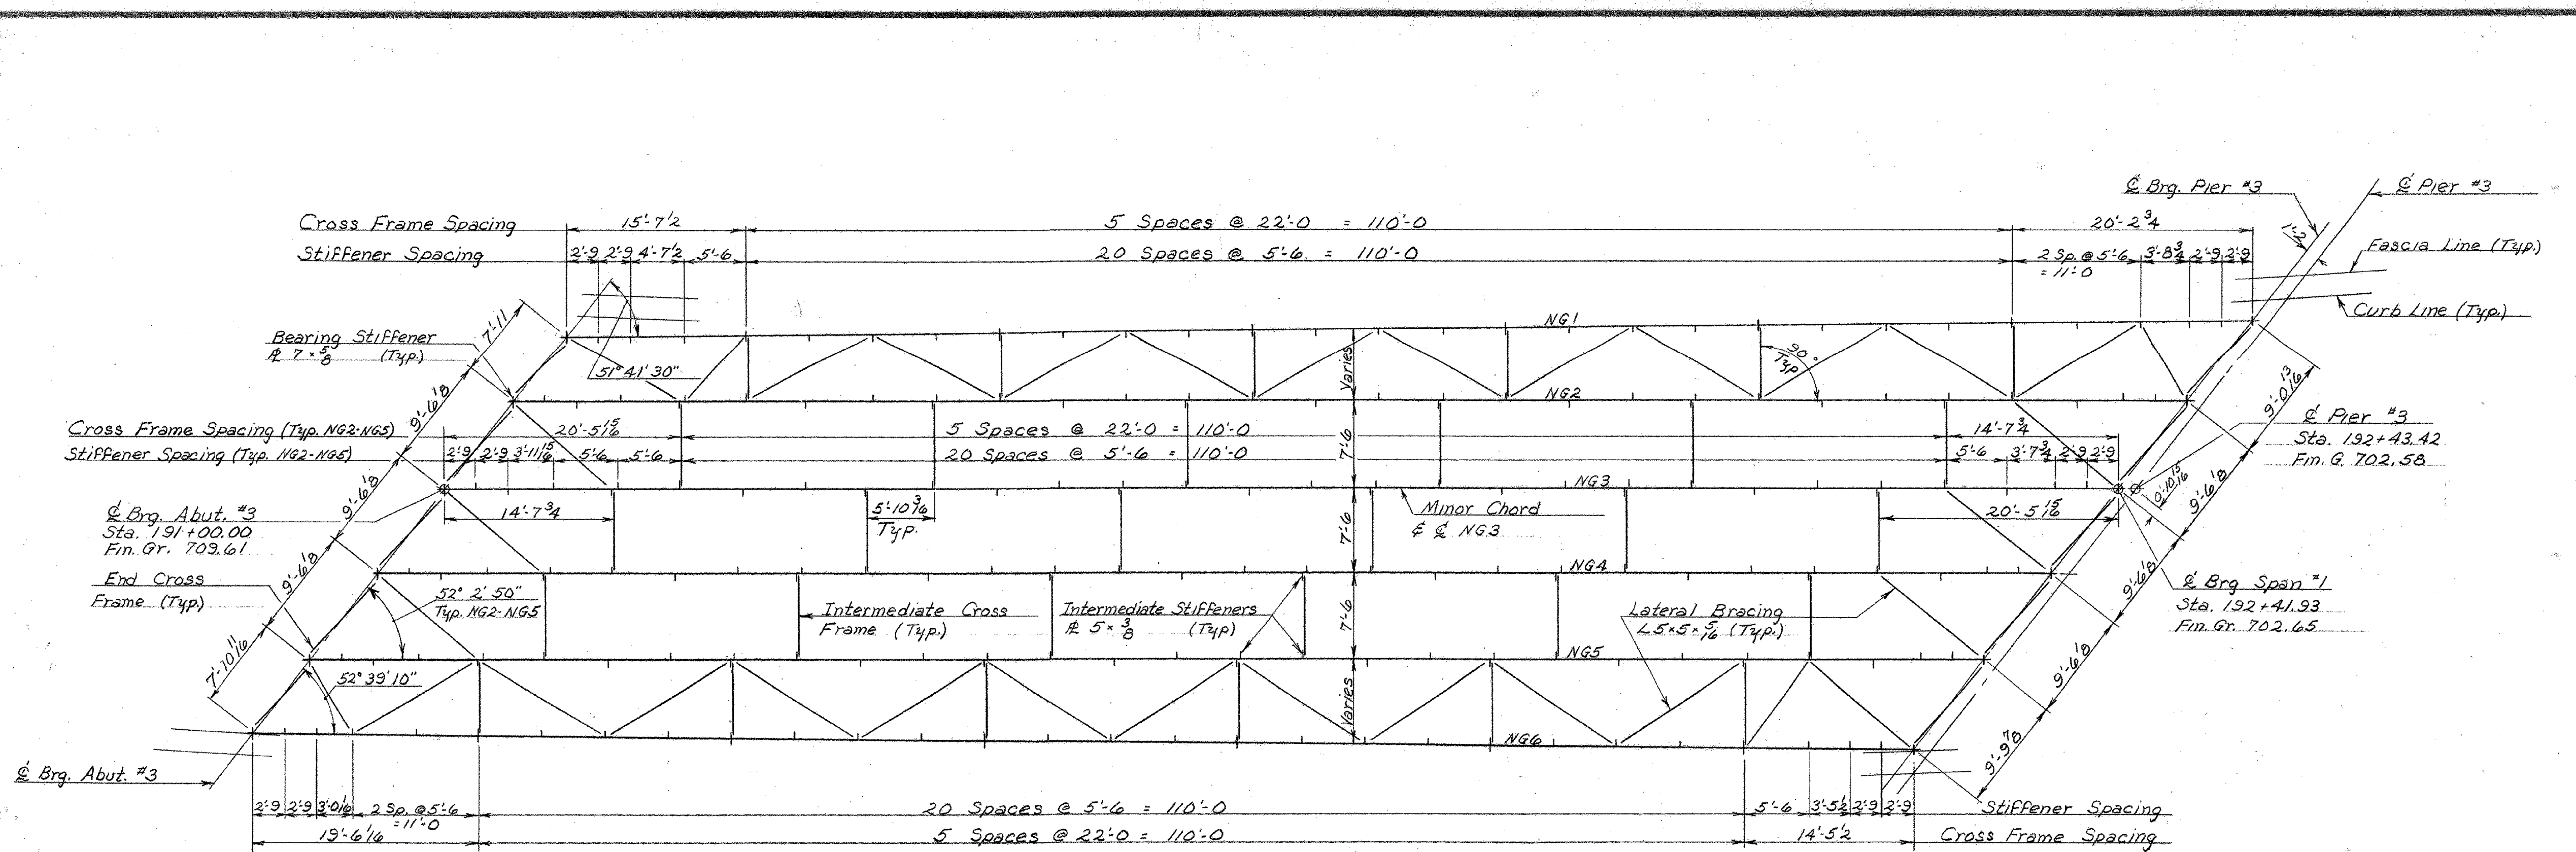 ₵ Brg. Pier #3
₵ Pier #3
Cross Frame Spacing
15'-7½
5 Spaces @ 22'-0 = 110'-0
20'-2¾
1'-2
Fascia Line (Typ.)
Stiffener Spacing
2'-9 2'-9 4'-7½ 5'-6
20 Spaces @ 5'-6 = 110'-0
2 Sp. @ 5'-6 3'-8¾ 2'-9 2'-9
= 11'-0
Curb Line (Typ.)
7'-11
NG1
Bearing Stiffener
₧ 7 × ⅝ (Typ.)
51° 41' 30"
Varies
90°
Typ
NG2
9'-6⅛
9'-0 13/16
₵ Pier #3
Sta. 192+43.42
Fin. G. 702.58
Cross Frame Spacing (Typ. NG2-NG5)
20'-5 15/16
5 Spaces @ 22'-0 = 110'-0
14'-7¾
Stiffener Spacing (Typ. NG2-NG5)
2'-9 2'-9 3'-11 15/16 5'-6 5'-6
20 Spaces @ 5'-6 = 110'-0
7'-6
5'-6 3'-7¾ 2'-9 2'-9
NG3
0'-10 15/16
9'-6⅛
9'-6⅛
₵ Brg. Abut. #3
Sta. 191+00.00
Fin. Gr. 709.61
14'-7¾
5'-10 3/16
Typ.
7'-6
Minor Chord
& ₵ NG3
20'-5 15/16
NG4
9'-6⅛
9'-6⅛
₵ Brg Span #1
Sta. 192+41.93
Fin. Gr. 702.65
End Cross
Frame (Typ.)
52° 2' 50"
Typ. NG2-NG5
Intermediate Cross
Frame (Typ.)
Intermediate Stiffeners
₧ 5 × ⅜ (Typ)
7'-6
Lateral Bracing
L 5×5×5/16 (Typ.)
NG5
9'-6⅛
7'-10 11/16
52° 39' 10"
Varies
NG6
9'-9⅞
₵ Brg. Abut. #3
2'-9 2'-9 3'-0 1/16 2 Sp. @ 5'-6
= 11'-0
20 Spaces @ 5'-6 = 110'-0
5'-6 3'-5½ 2'-9 2'-9
Stiffener Spacing
19'-6 1/16
5 Spaces @ 22'-0 = 110'-0
14'-5½
Cross Frame Spacing